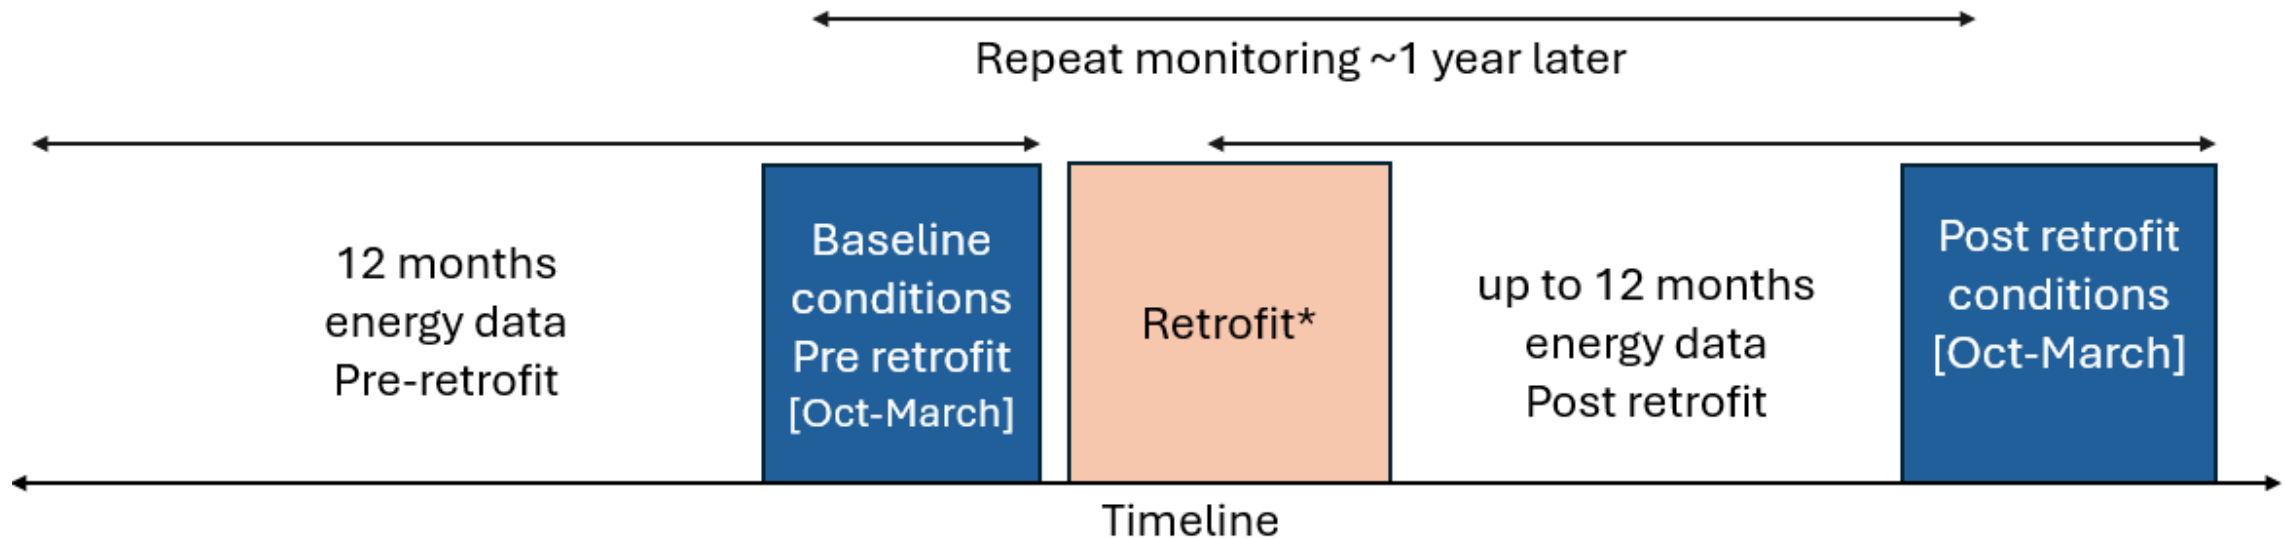 Repeat monitoring ~1 year later
12 months
energy data
Pre-retrofit
Baseline
conditions
Pre retrofit
[Oct-March]
Retrofit*
up to 12 months
energy data
Post retrofit
Post retrofit
conditions
[Oct-March]
Timeline